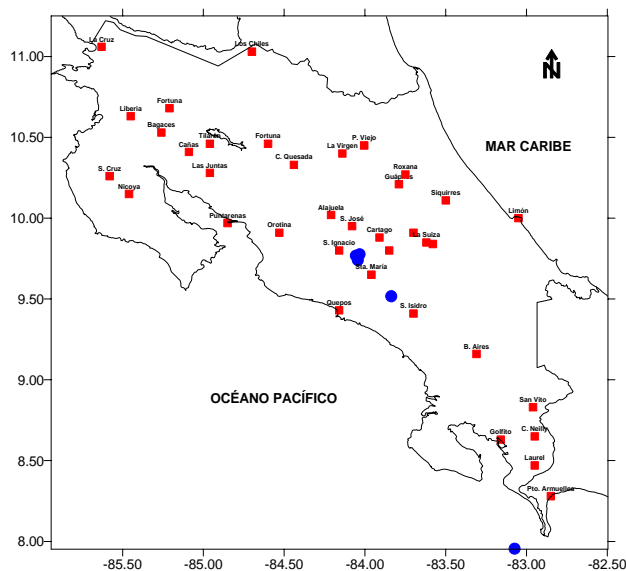 La Cruz
Los Chiles
11.00
N
Fortuna
Liberia
Bagaces
10.50
Tilarán
Cañas
Fortuna
La Virgen
P. Viejo
MAR CARIBE
Las Juntas
C. Quesada
Roxana
Guápiles
S. Cruz
Nicoya
Siquirres
Limón
10.00
Puntarenas
Orotina
Alajuela
S. José
Cartago
La Suiza
S. Ignacio
Sta. María
9.50
Quepos
S. Isidro
B. Aires
9.00
OCÉANO PACÍFICO
San Vito
Golfito
C. Neilly
8.50
Laurel
Pto. Armuelles
8.00
-85.50 -85.00 -84.50 -84.00 -83.50 -83.00 -82.50